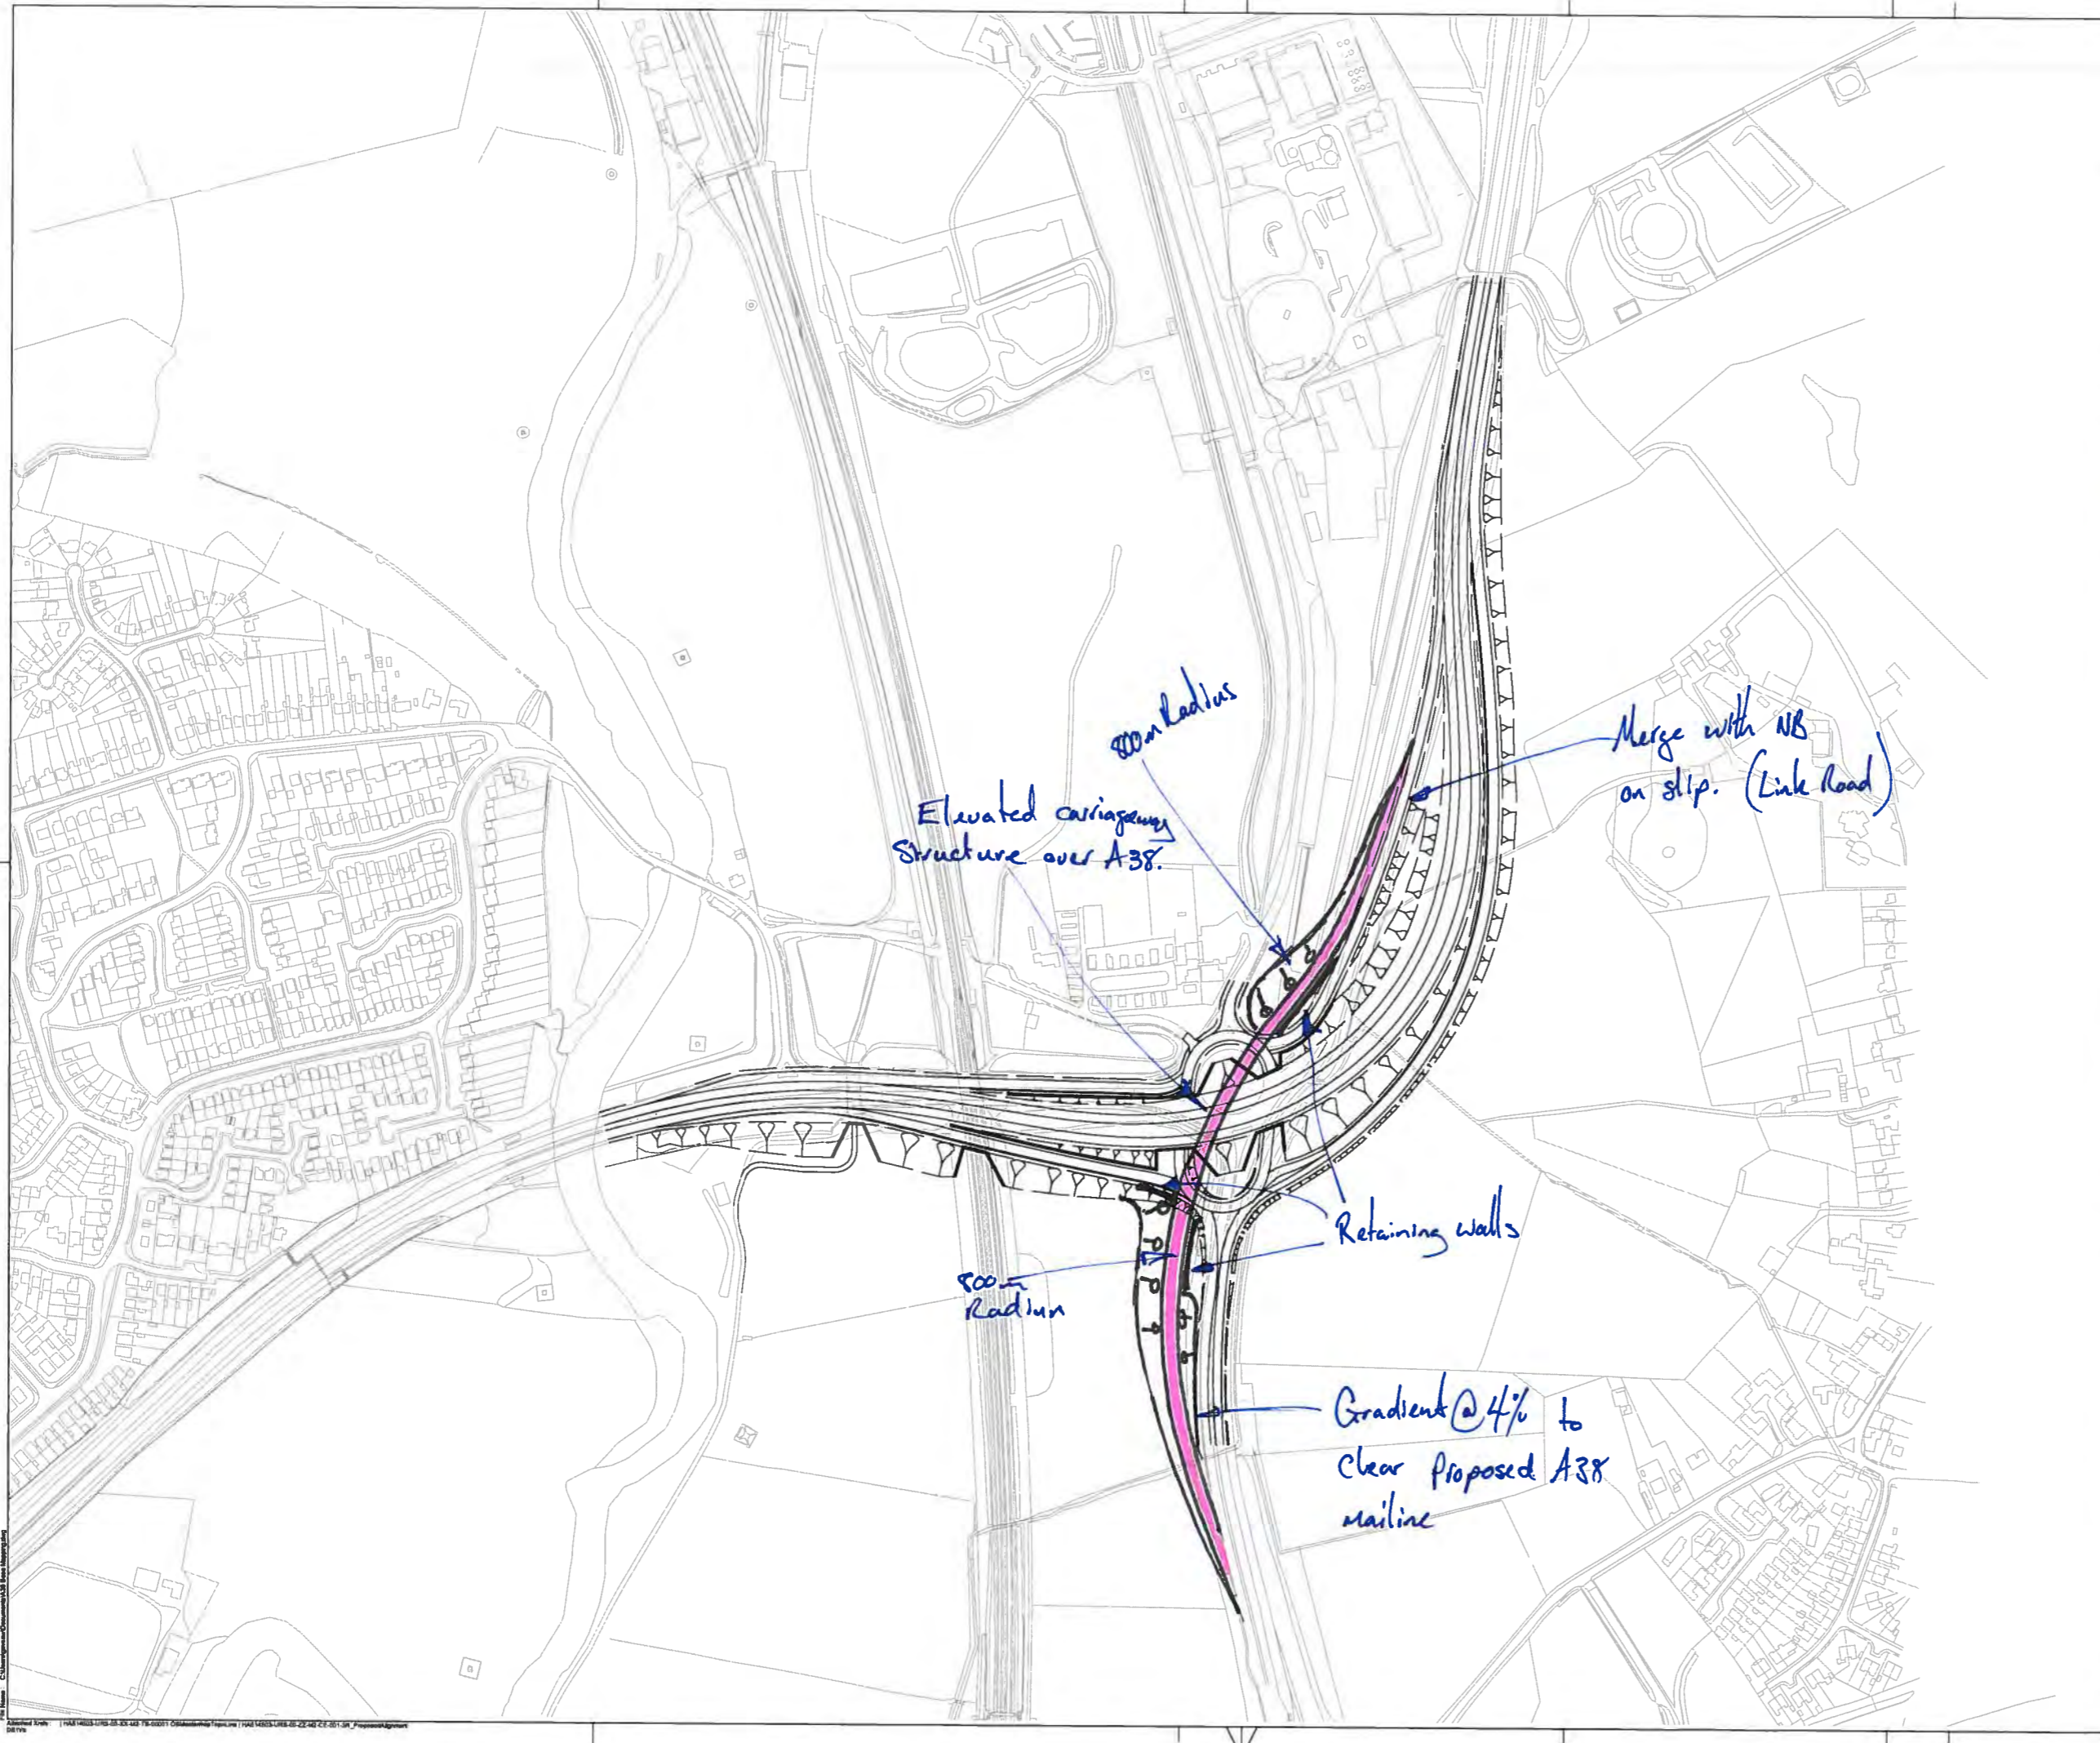 800m Radius
Elevated carriageway
Structure over A38.
Merge with NB
on slip. (Link Road)
Retaining walls
800m
Radius
Gradient @ 4% to
Clear Proposed A38
mailine